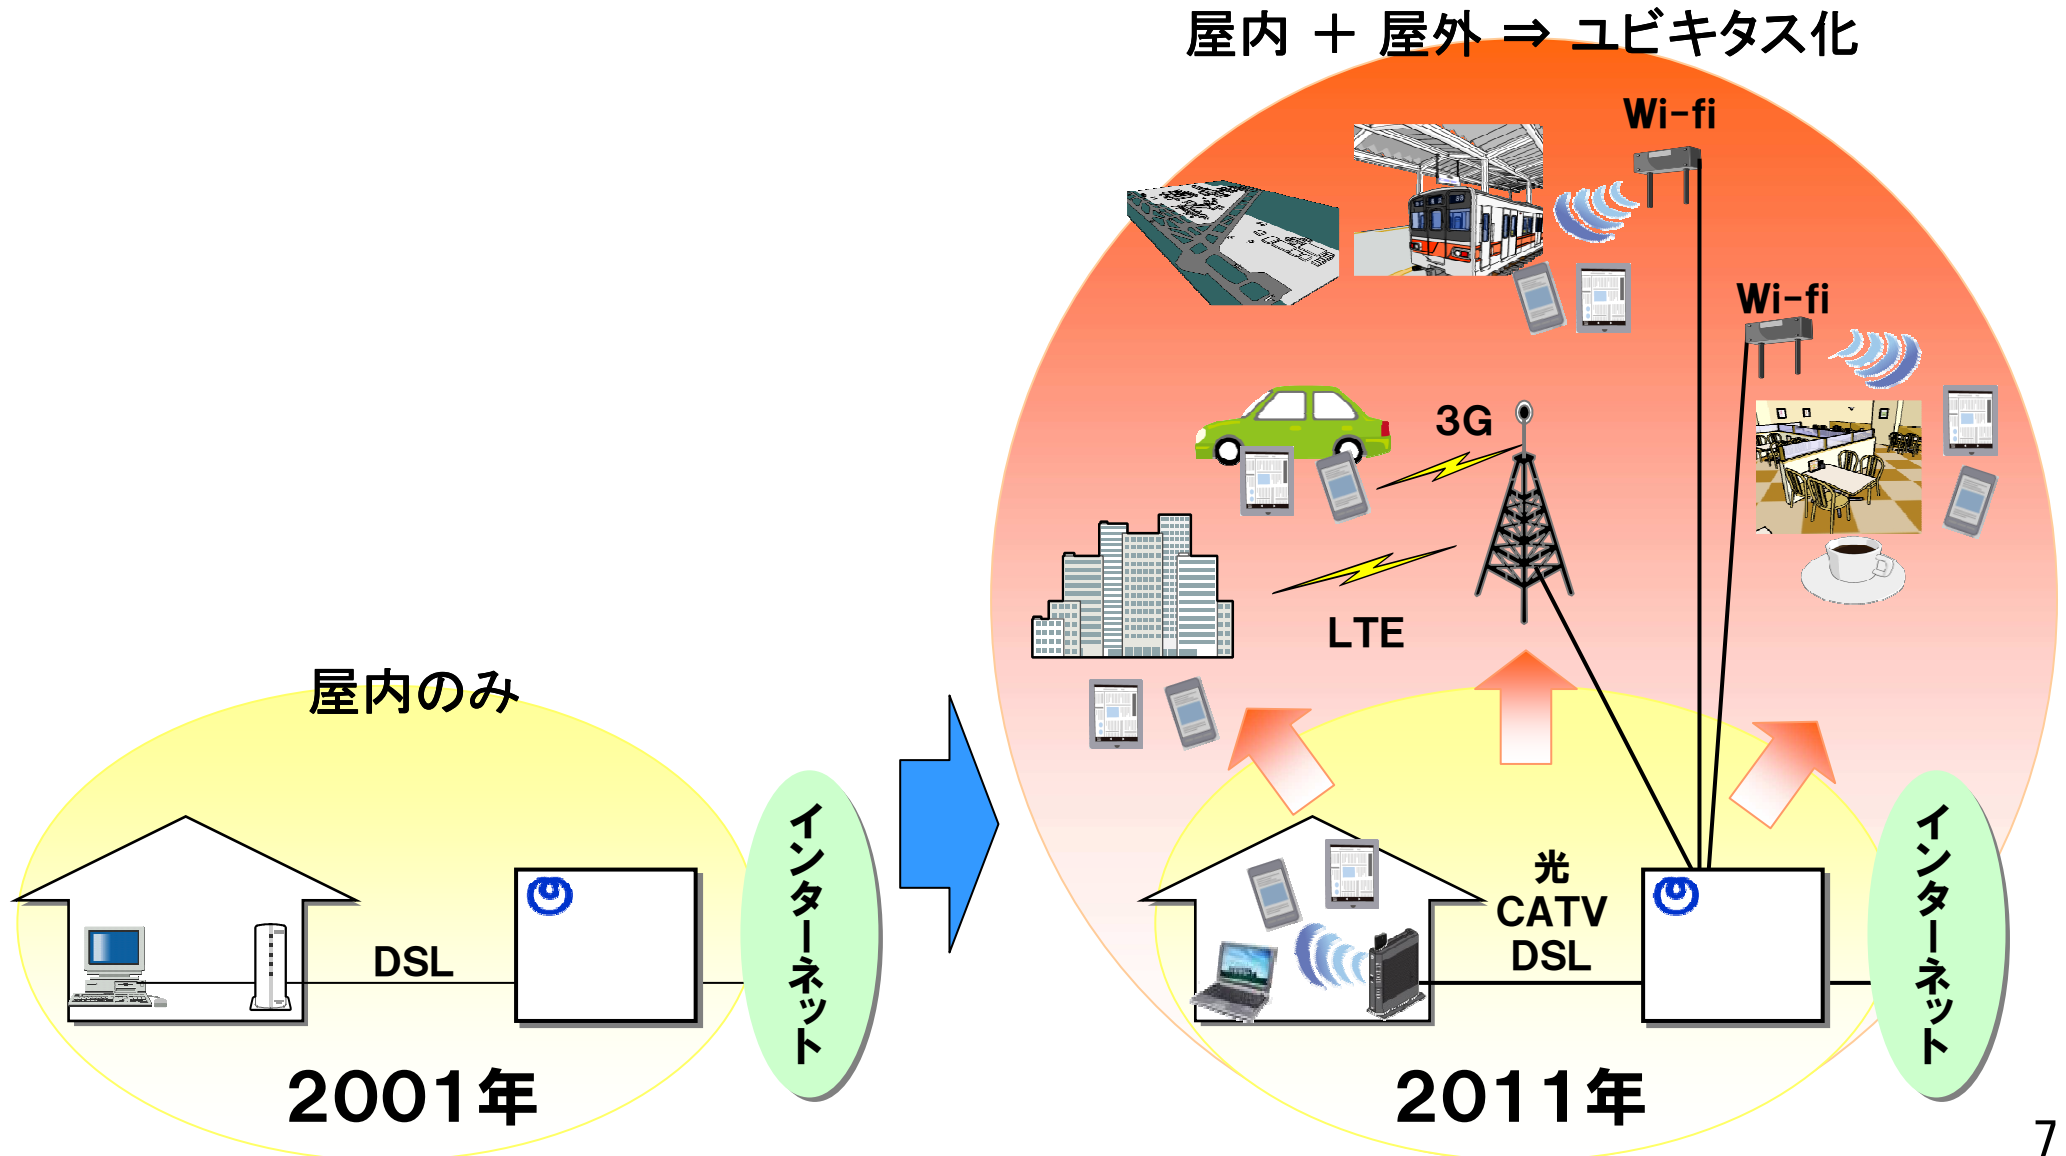 屋内 ＋ 屋外 ⇒ ユビキタス化
Wi-fi
Wi-fi
3G
LTE
屋内のみ
DSL
インターネット
2001年
光
CATV
DSL
インターネット
2011年
7